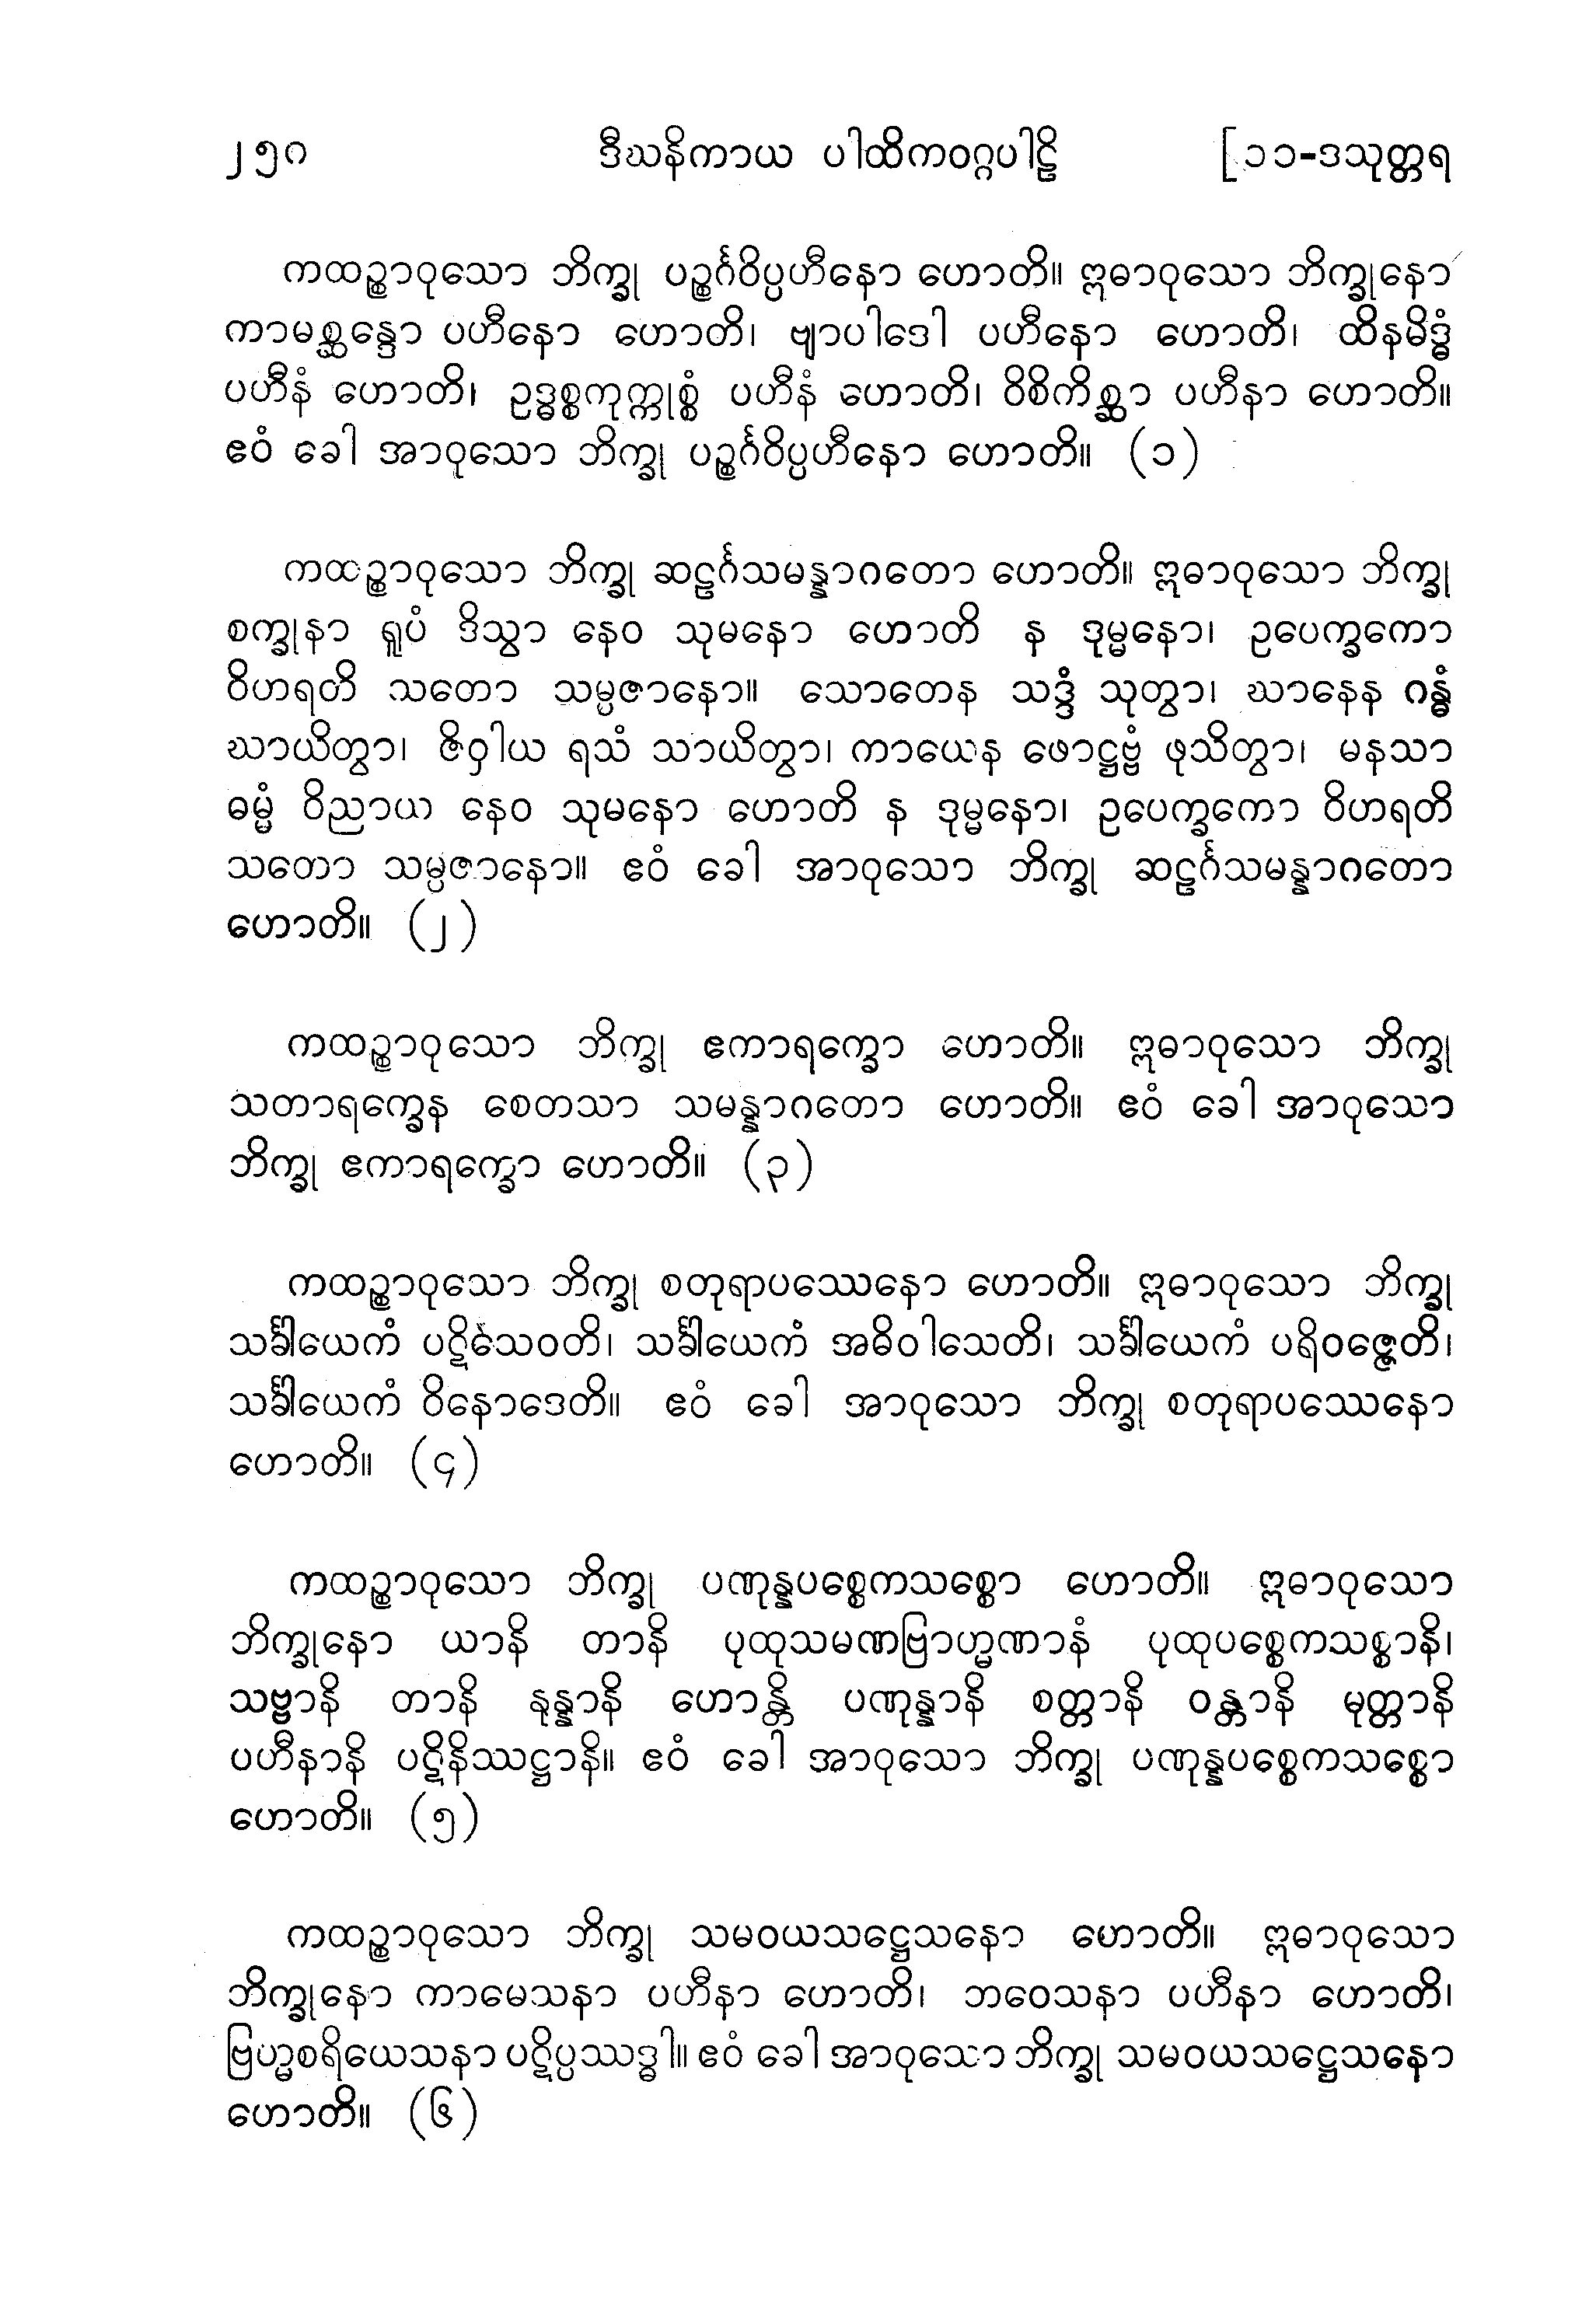 ၂၅၀ ဒီဃနိကာယ ပါထိကဝဂ္ဂပါဠိ [၁၁-ဒသုတ္တရ
ကထဉ္စာဝုသော ဘိက္ခု ပဉ္စင်္ဂဝိပ္ပဟီနော ဟောတိ။ ဣဓာဝုသော ဘိက္ခုနော
ကာမစ္ဆန္ဒော ပဟီနော ဟောတိ၊ ဗျာပါဒေါ ပဟီနော ဟောတိ၊ ထိနမိဒ္ဓံ
ပဟီနံ ဟောတိ၊ ဥဒ္ဓစ္စကုက္ကုစ္စံ ပဟီနံ ဟောတိ၊ ဝိစိကိစ္ဆာ ပဟီနာ ဟောတိ။
ဧဝံ ခေါ အာဝုသော ဘိက္ခု ပဉ္စင်္ဂဝိပ္ပဟီနော ဟောတိ။ (၁)
ကထဉ္စာဝုသော ဘိက္ခု ဆဠင်္ဂသမန္နာဂတော ဟောတိ။ ဣဓာဝုသော ဘိက္ခု
စက္ခုနာ ရူပံ ဒိသွာ နေဝ သုမနော ဟောတိ န ဒုမ္မနော၊ ဥပေက္ခကော
ဝိဟရတိ သတော သမ္ပဇာနော။ သောတေန သဒ္ဒံ သုတွာ၊ ဃာနေန ဂန္ဓံ
ဃာယိတွာ၊ ဇိဝှါယ ရသံ သာယိတွာ၊ ကာယေန ဖောဋ္ဌဗ္ဗံ ဖုသိတွာ၊ မနသာ
ဓမ္မံ ဝိညာယ နေဝ သုမနော ဟောတိ န ဒုမ္မနော၊ ဥပေက္ခကော ဝိဟရတိ
သတော သမ္ပဇာနော။ ဧဝံ ခေါ အာဝုသော ဘိက္ခု ဆဠင်္ဂသမန္နာဂတော
ဟောတိ။ (၂)
ကထဉ္စာဝုသော ဘိက္ခု ဧကာရက္ခော ဟောတိ။ ဣဓာဝုသော ဘိက္ခု
သတာရက္ခေန စေတသာ သမန္နာဂတော ဟောတိ။ ဧဝံ ခေါ အာဝုသော
ဘိက္ခု ဧကာရက္ခော ဟောတိ။ (၃)
ကထဉ္စာဝုသော ဘိက္ခု စတုရာပဿေနော ဟောတိ။ ဣဓာဝုသော ဘိက္ခု
သင်္ခါယေကံ ပဋိသေဝတိ၊ သင်္ခါယေကံ အဓိဝါသေတိ၊ သင်္ခါယေကံ ပရိဝဇ္ဇေတိ၊
သင်္ခါယေကံ ဝိနောဒေတိ။ ဧဝံ ခေါ အာဝုသော ဘိက္ခု စတုရာပဿေနော
ဟောတိ။ (၄)
ကထဉ္စာဝုသော ဘိက္ခု ပဏုန္နပစ္စေကသစ္စော ဟောတိ။ ဣဓာဝုသော
ဘိက္ခုနော ယာနိ တာနိ ပုထုသမဏဗြာဟ္မဏာနံ ပုထုပစ္စေကသစ္စာနိ၊
သဗ္ဗာနိ တာနိ နုန္နာနိ ဟောန္တိ ပဏုန္နာနိ စတ္တာနိ ဝန္တာနိ မုတ္တာနိ
ပဟီနာနိ ပဋိနိဿဋ္ဌာနိ။ ဧဝံ ခေါ အာဝုသော ဘိက္ခု ပဏုန္နပစ္စေကသစ္စော
ဟောတိ။ (၅)
ကထဉ္စာဝုသော ဘိက္ခု သမဝယသဋ္ဌေသနော ဟောတိ။ ဣဓာဝုသော
ဘိက္ခုနော ကာမေသနာ ပဟီနာ ဟောတိ၊ ဘဝေသနာ ပဟီနာ ဟောတိ၊
ဗြဟ္မစရိယေသနာ ပဋိပ္ပဿဒ္ဓါ။ ဧဝံ ခေါ အာဝုသော ဘိက္ခု သမဝယသဋ္ဌေသနော
ဟောတိ။ (၆)